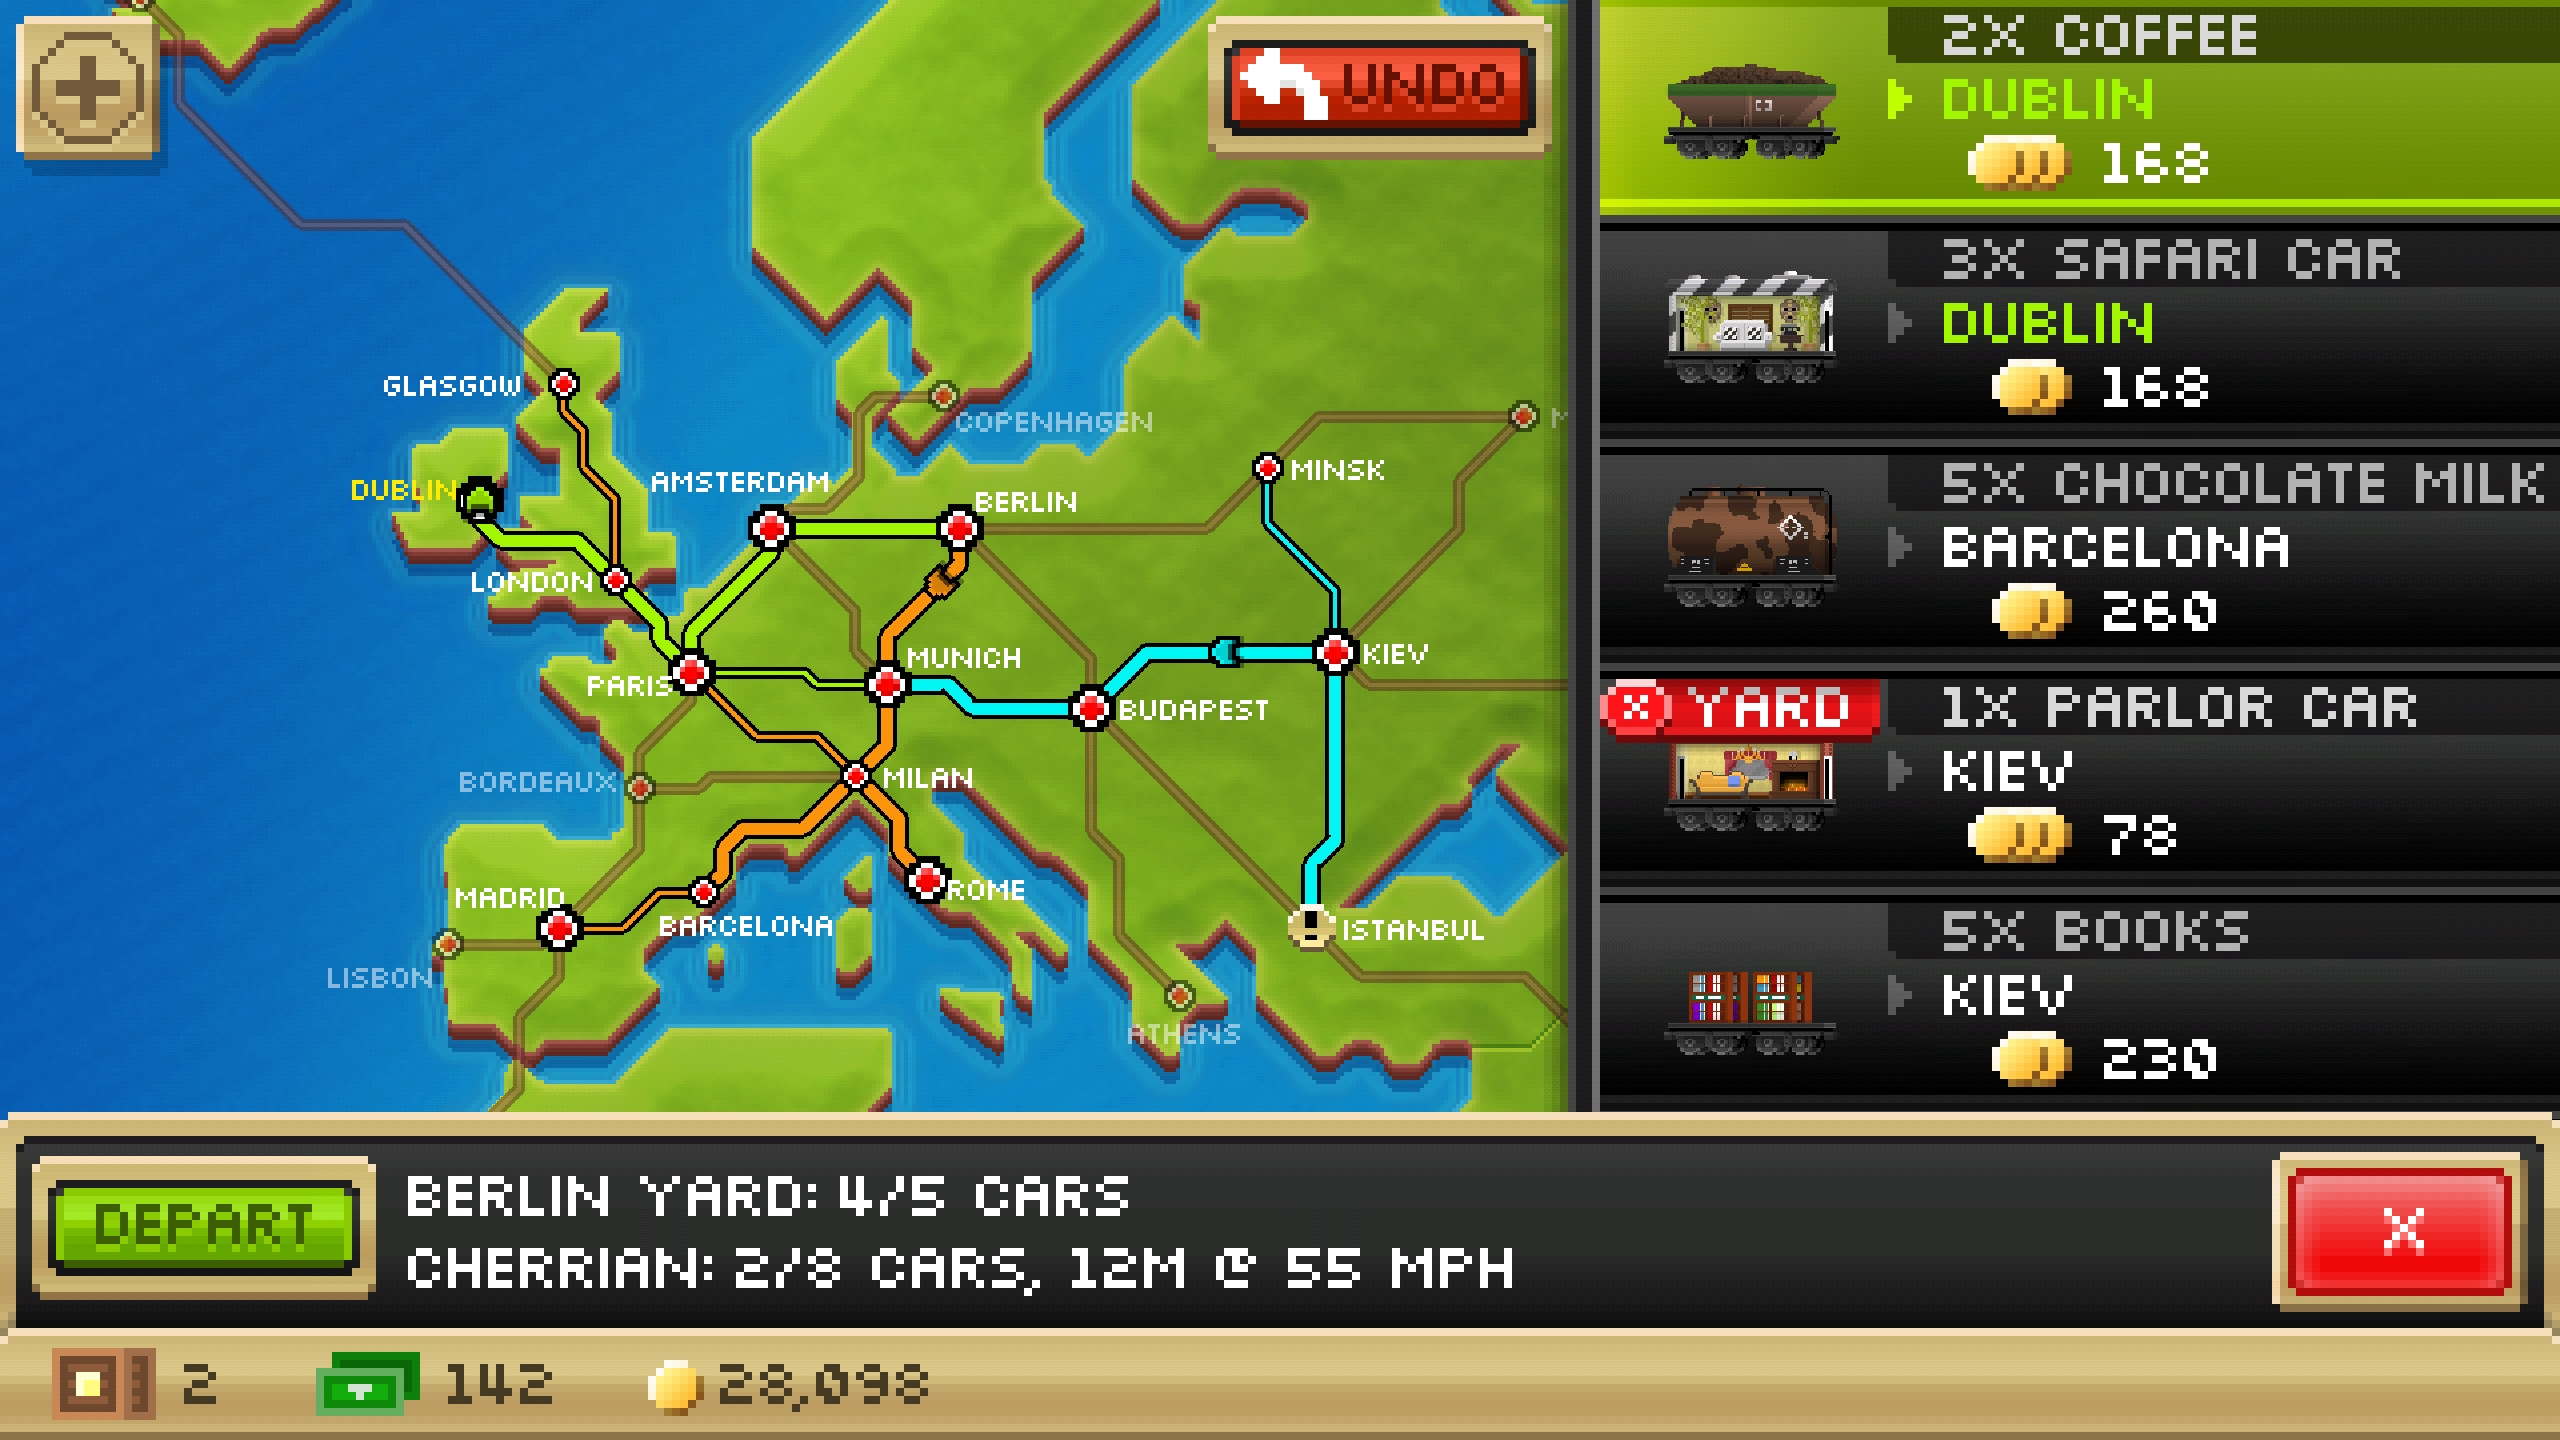 UNDO
GLASGOW
COPENHAGEN
M
DUBLIN
AMSTERDAM
BERLIN
MINSK
LONDON
MUNICH
KIEV
PARIS
BUDAPEST
BORDEAUX
MILAN
MADRID
ROME
BARCELONA
ISTANBUL
LISBON
ATHENS
2X COFFEE
DUBLIN
168
3X SAFARI CAR
DUBLIN
168
5X CHOCOLATE MILK
BARCELONA
260
X YARD
1X PARLOR CAR
KIEV
78
5X BOOKS
KIEV
230
DEPART
BERLIN YARD: 4/5 CARS
CHERRIAN: 2/8 CARS, 12M @ 55 MPH
X
2
142
28,098